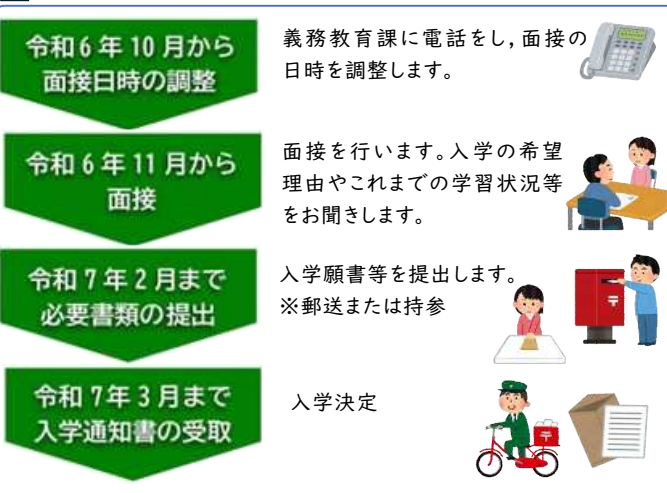 令和6年10月から
面接日時の調整
義務教育課に電話をし,面接の
日時を調整します。
令和6年11月から
面接
面接を行います。入学の希望
理由やこれまでの学習状況等
をお聞きします。
令和7年2月まで
必要書類の提出
入学願書等を提出します。
※郵送または持参
〒
令和7年3月まで
入学通知書の受取
入学決定
〒